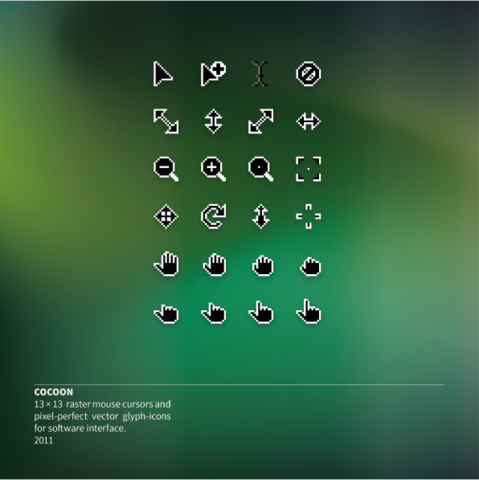 COCOON
13 × 13 raster mouse cursors and
pixel-perfect vector glyph-icons
for software interface.
2011